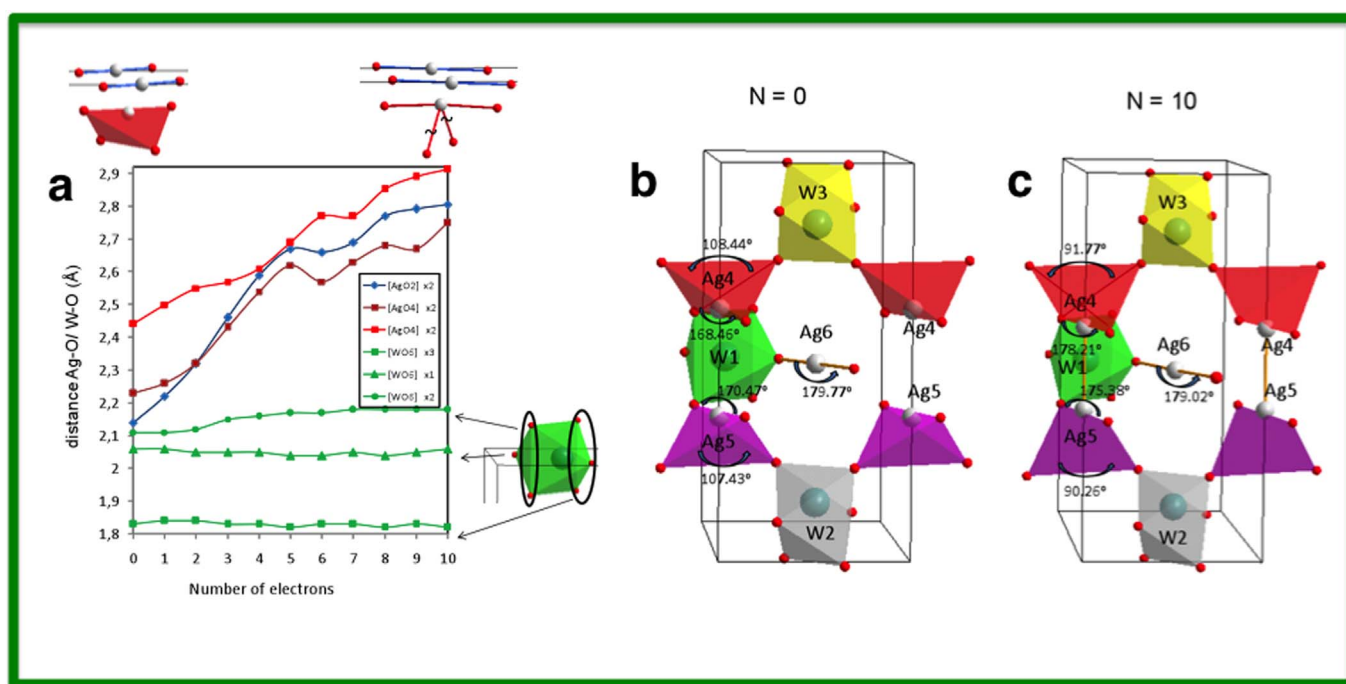 a
distance Ag-O/ W-O (Å)
2,9
2,8
2,7
2,6
2,5
2,4
2,3
2,2
2,1
2
1,9
1,8
0 1 2 3 4 5 6 7 8 9 10
Number of electrons
[AgO2] x2
[AgO4] x2
[AgO4] x2
[WO6] x3
[WO6] x1
[WO6] x2
b
N = 0
W3
108.44°
Ag4
Ag4
168.46°
W1
Ag6
179.77°
170.47°
Ag5
Ag5
107.43°
W2
c
N = 10
W3
91.77°
Ag4
Ag4
178.21°
W1
Ag6
179.02°
175.38°
Ag5
Ag5
90.26°
W2